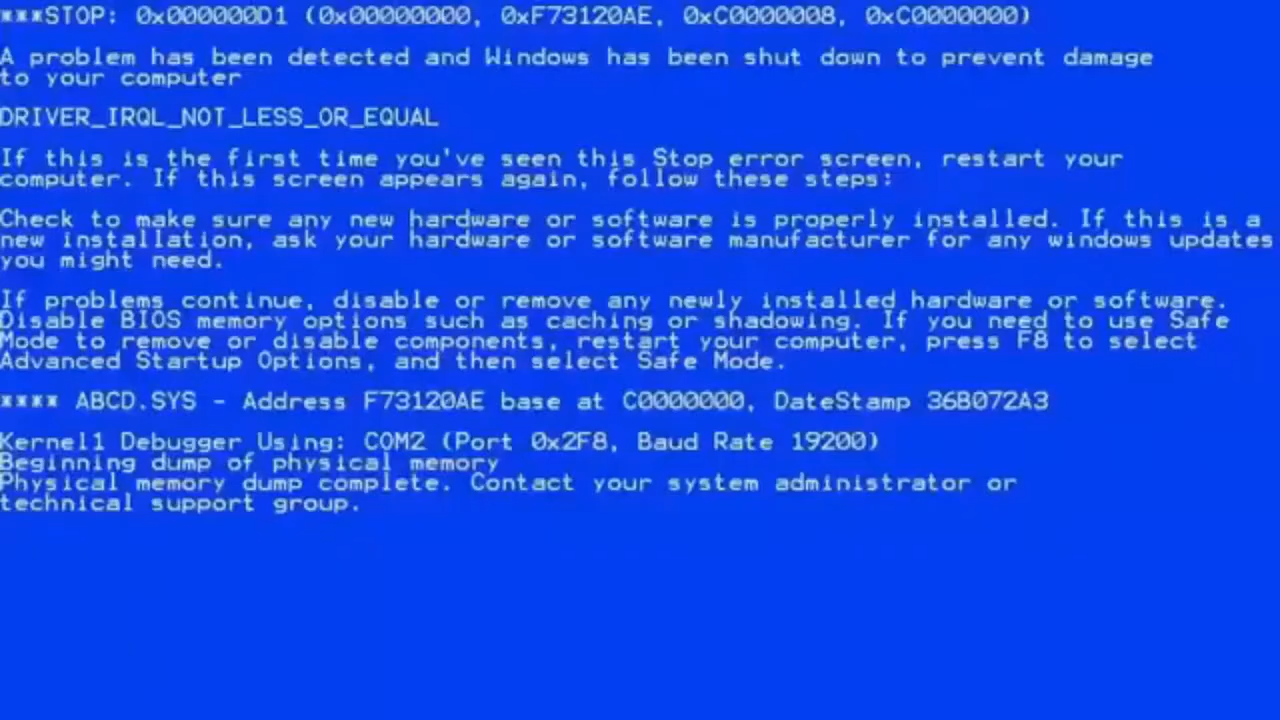 ***STOP: 0x000000D1 (0x00000000, 0xF73120AE, 0xC0000008, 0xC0000000)
A problem has been detected and Windows has been shut down to prevent damage
to your computer
DRIVER_IRQL_NOT_LESS_OR_EQUAL
If this is the first time you've seen this Stop error screen, restart your
computer. If this screen appears again, follow these steps:
Check to make sure any new hardware or software is properly installed. If this is a
new installation, ask your hardware or software manufacturer for any windows updates
you might need.
If problems continue, disable or remove any newly installed hardware or software.
Disable BIOS memory options such as caching or shadowing. If you need to use Safe
Mode to remove or disable components, restart your computer, press F8 to select
Advanced Startup Options, and then select Safe Mode.
**** ABCD.SYS - Address F73120AE base at C0000000, DateStamp 36B072A3
Kernel1 Debugger Using: COM2 (Port 0x2F8, Baud Rate 19200)
Beginning dump of physical memory
Physical memory dump complete. Contact your system administrator or
technical support group.